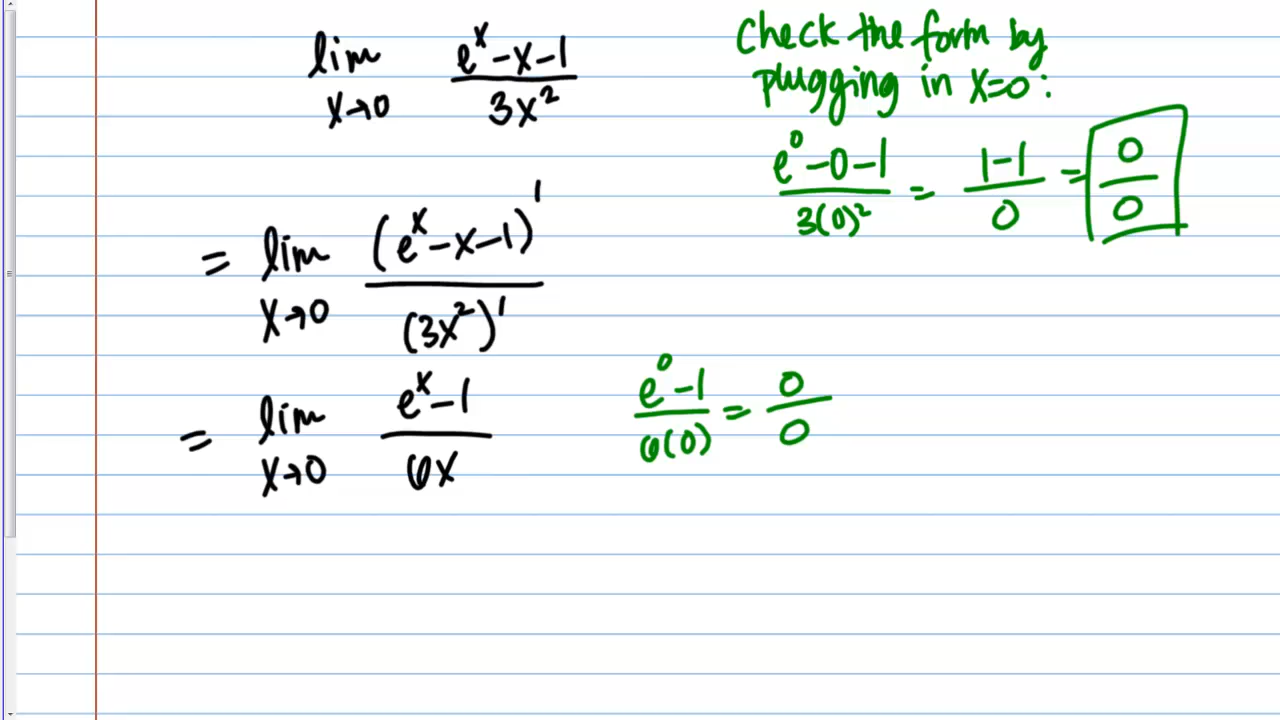 lim x→0 (e^x - x - 1)/(3x^2)
Check the form by
plugging in x=0 :
(e^0 - 0 - 1)/(3(0)^2) = (1-1)/0 = 0/0
= lim x→0 (e^x - x - 1)'/(3x^2)'
= lim x→0 (e^x - 1)/(6x)
(e^0 - 1)/(6(0)) = 0/0